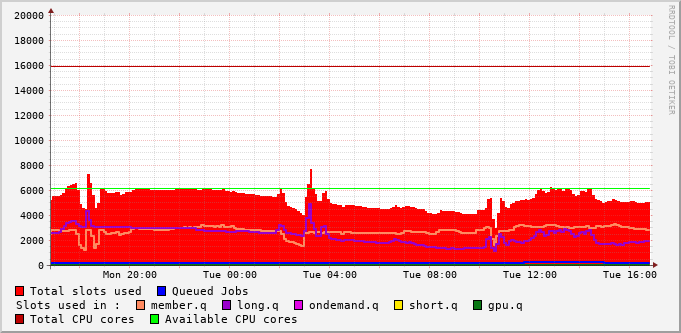 20000
18000
16000
14000
12000
10000
8000
6000
4000
2000
0
Mon 20:00 Tue 00:00 Tue 04:00 Tue 08:00 Tue 12:00 Tue 16:00
RRDTOOL / TOBI OETIKER
Total slots used Queued Jobs
Slots used in : member.q long.q ondemand.q short.q gpu.q
Total CPU cores Available CPU cores